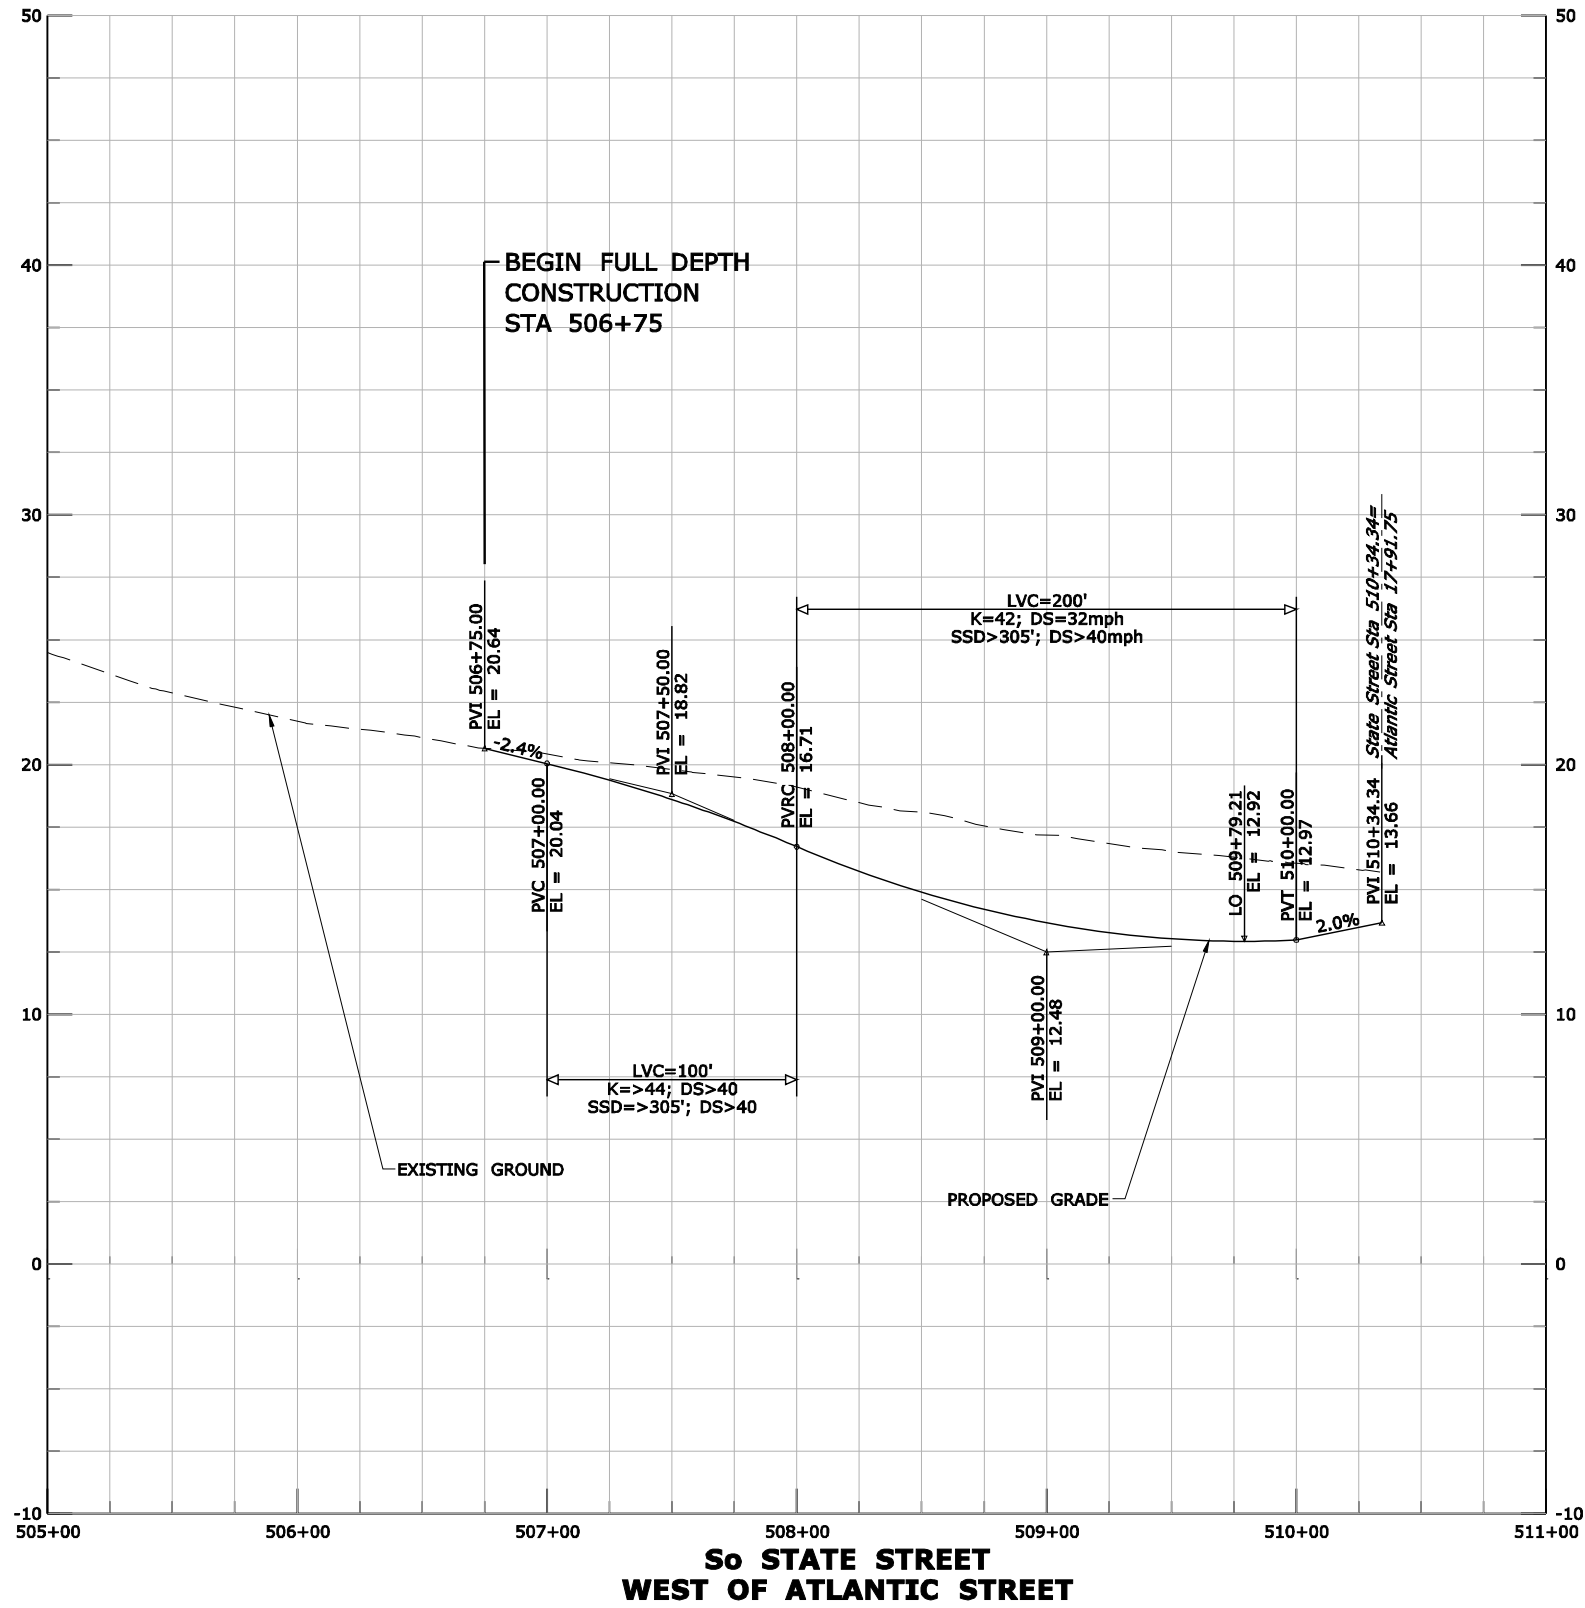 50
50
40
40
30
30
20
20
10
10
0
0
-10
-10
BEGIN FULL DEPTH
CONSTRUCTION
STA 506+75
PVI 506+75.00
EL = 20.64
-2.4%
PVC 507+00.00
EL = 20.04
PVI 507+50.00
EL = 18.82
PVRC 508+00.00
EL = 16.71
LVC=200'
K=42; DS=32mph
SSD>305'; DS>40mph
LVC=100'
K=>44; DS>40
SSD=>305'; DS>40
PVI 509+00.00
EL = 12.48
LO 509+79.21
EL = 12.92
PVT 510+00.00
EL = 12.97
2.0%
PVI 510+34.34
EL = 13.66
State Street Sta 510+34.34=
Atlantic Street Sta 17+91.75
EXISTING GROUND
PROPOSED GRADE
505+00
506+00
507+00
508+00
509+00
510+00
511+00
So STATE STREET
WEST OF ATLANTIC STREET